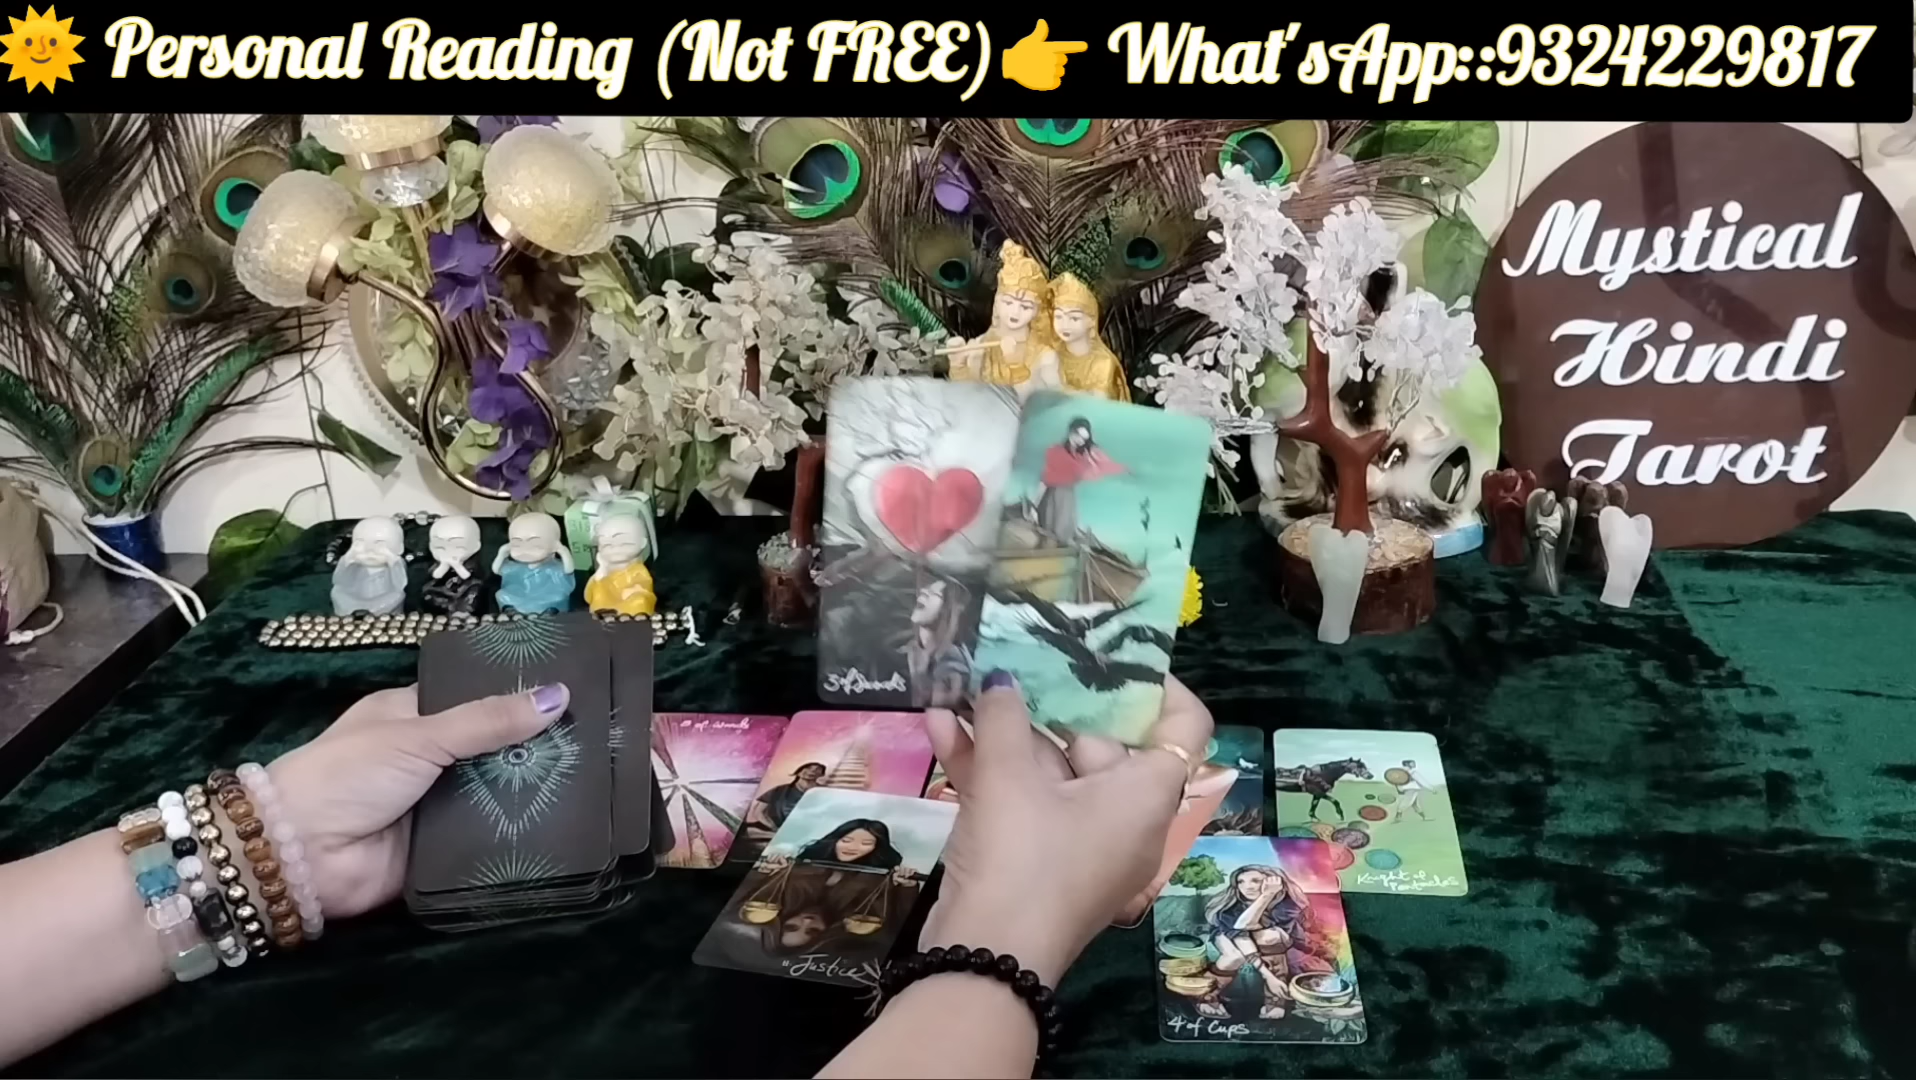 Personal Reading (Not FREE) What'sApp::9324229817
Mystical
Hindi
Tarot
3 of Swords
Justice
Knight of
Pentacles
4 of Cups